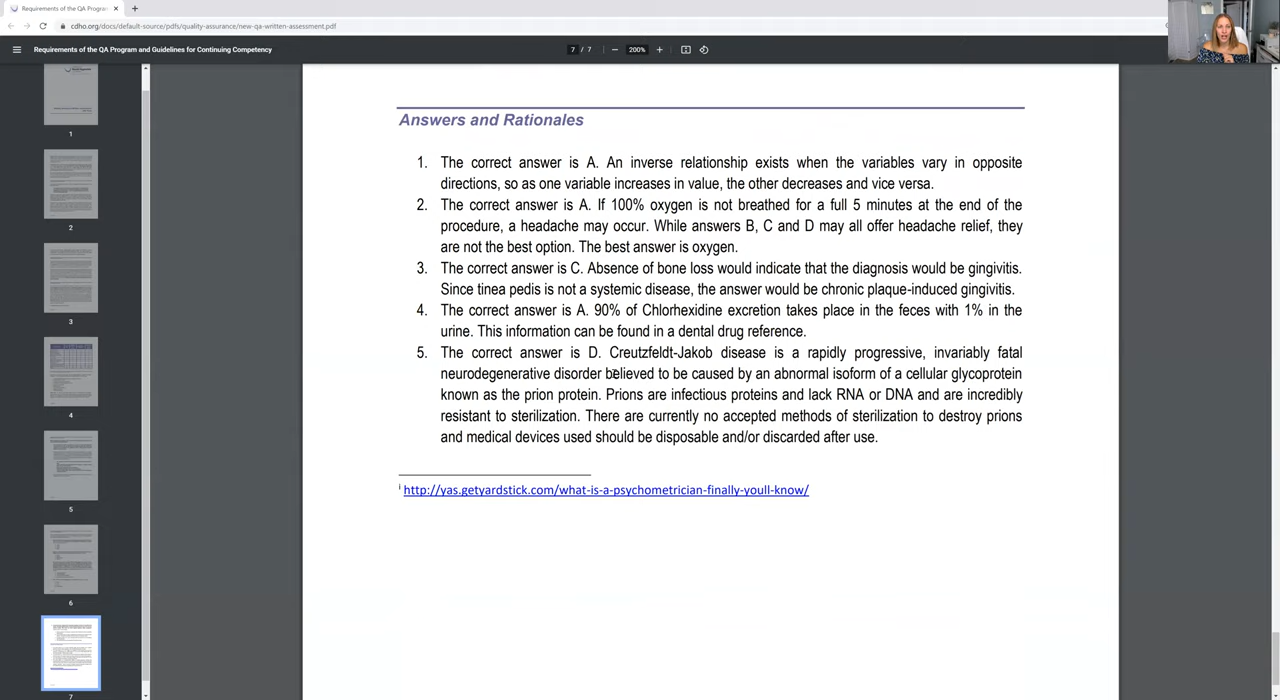 Requirements of the QA Program
cdho.org/docs/default-source/pdfs/quality-assurance/new-qa-written-assessment.pdf
Requirements of the QA Program and Guidelines for Continuing Competency
7 / 7
200%
Answers and Rationales
1. The correct answer is A. An inverse relationship exists when the variables vary in opposite
directions, so as one variable increases in value, the other decreases and vice versa.
2. The correct answer is A. If 100% oxygen is not breathed for a full 5 minutes at the end of the
procedure, a headache may occur. While answers B, C and D may all offer headache relief, they
are not the best option. The best answer is oxygen.
3. The correct answer is C. Absence of bone loss would indicate that the diagnosis would be gingivitis.
Since tinea pedis is not a systemic disease, the answer would be chronic plaque-induced gingivitis.
4. The correct answer is A. 90% of Chlorhexidine excretion takes place in the feces with 1% in the
urine. This information can be found in a dental drug reference.
5. The correct answer is D. Creutzfeldt-Jakob disease is a rapidly progressive, invariably fatal
neurodegenerative disorder believed to be caused by an abnormal isoform of a cellular glycoprotein
known as the prion protein. Prions are infectious proteins and lack RNA or DNA and are incredibly
resistant to sterilization. There are currently no accepted methods of sterilization to destroy prions
and medical devices used should be disposable and/or discarded after use.
i http://yas.getyardstick.com/what-is-a-psychometrician-finally-youll-know/
1
2
3
4
5
6
7